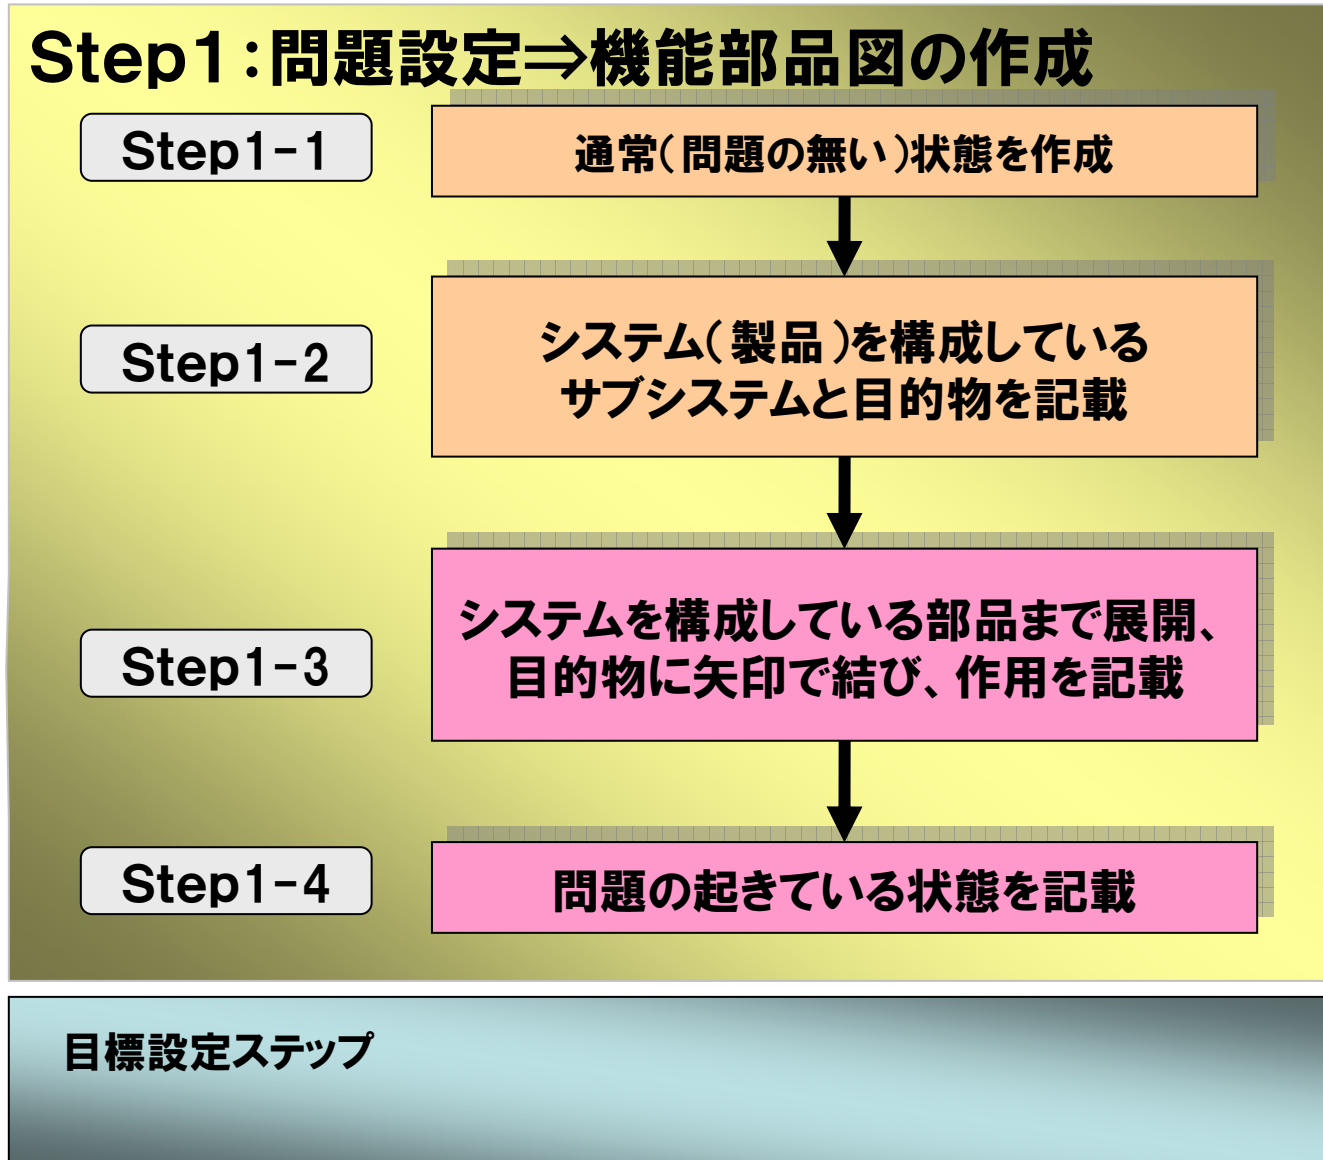 Step1：問題設定⇒機能部品図の作成
Step1-1
通常（問題の無い）状態を作成
Step1-2
システム（製品）を構成している
サブシステムと目的物を記載
Step1-3
システムを構成している部品まで展開、
目的物に矢印で結び、作用を記載
Step1-4
問題の起きている状態を記載
目標設定ステップ